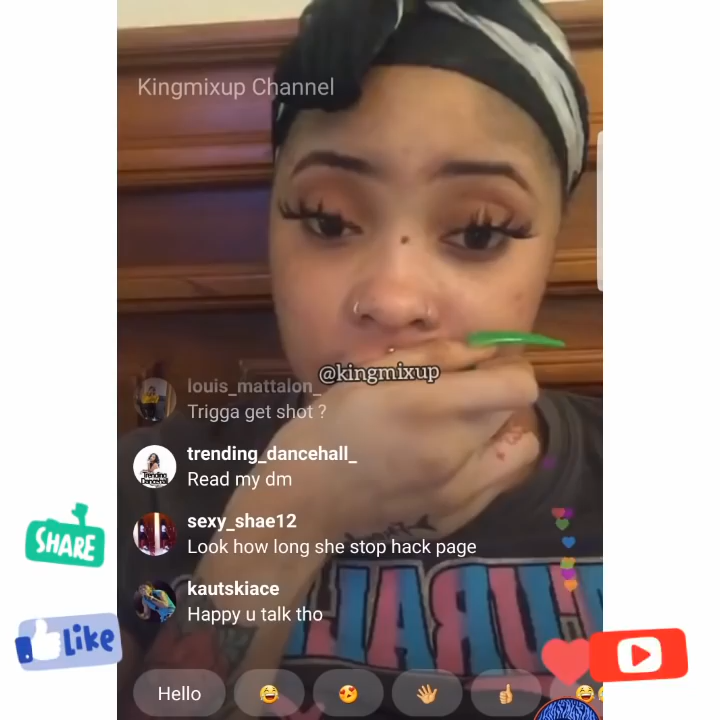 Kingmixup Channel
@kingmixup
louis_mattalon_
Trigga get shot ?
trending_dancehall_
Read my dm
sexy_shae12
Look how long she stop hack page
kautskiace
Happy u talk tho
SHARE
Like
Hello